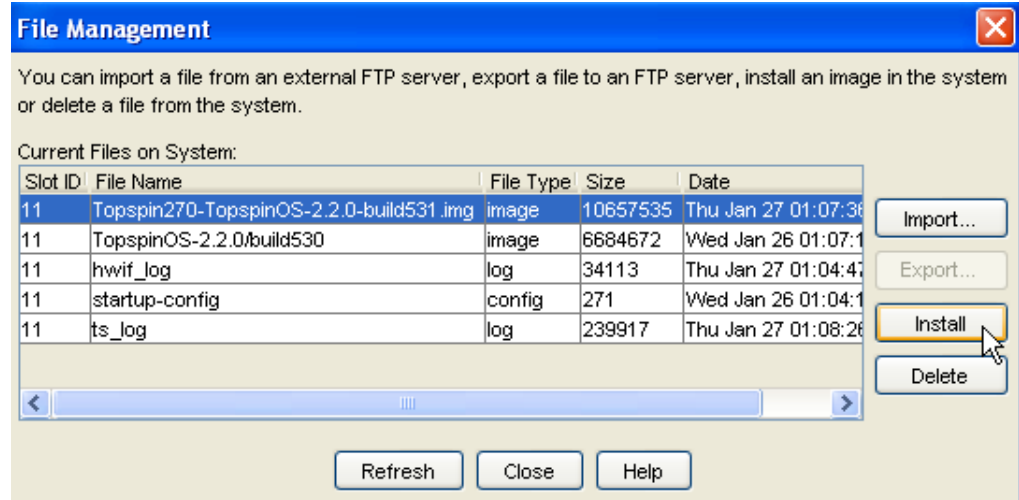 File Management
You can import a file from an external FTP server, export a file to an FTP server, install an image in the system
or delete a file from the system.
Current Files on System:
Slot ID File Name File Type Size Date
11 Topspin270-TopspinOS-2.2.0-build531.img image 10657535 Thu Jan 27 01:07:36
11 TopspinOS-2.2.0/build530 image 6684672 Wed Jan 26 01:07:1
11 hwif_log log 34113 Thu Jan 27 01:04:47
11 startup-config config 271 Wed Jan 26 01:04:1
11 ts_log log 239917 Thu Jan 27 01:08:26
Import...
Export...
Install
Delete
Refresh Close Help